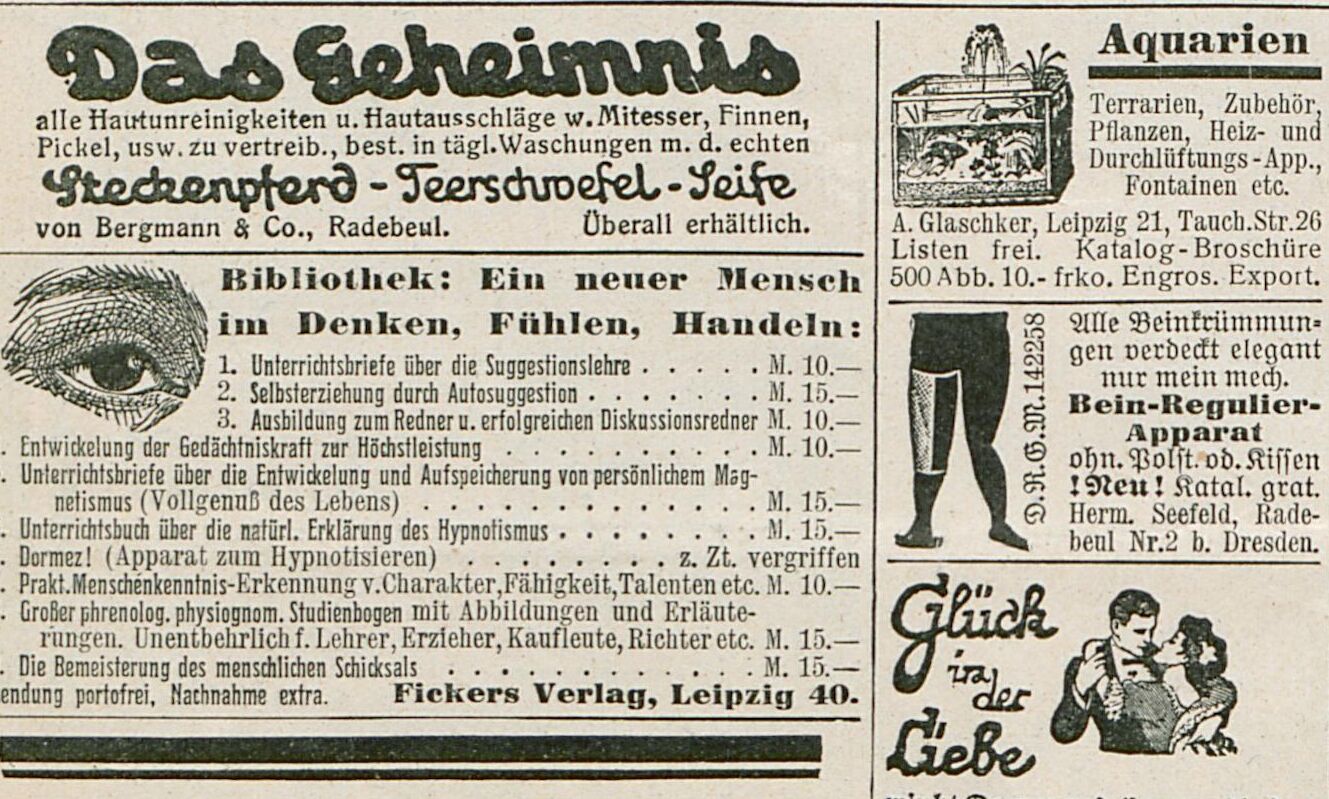 Das Geheimnis
alle Hautunreinigkeiten u. Hautausschläge w. Mitesser, Finnen,
Pickel, usw. zu vertreib., best. in tägl. Waschungen m. d. echten
Steckenpferd - Teerschwefel - Seife
von Bergmann & Co., Radebeul. Überall erhältlich.
Bibliothek: Ein neuer Mensch
im Denken, Fühlen, Handeln:
1. Unterrichtsbriefe über die Suggestionslehre . . . . . M. 10.—
2. Selbsterziehung durch Autosuggestion . . . . . . . M. 15.—
3. Ausbildung zum Redner u. erfolgreichen Diskussionsredner M. 10.—
. Entwickelung der Gedächtniskraft zur Höchstleistung . . . . . . . . . . M. 10.—
. Unterrichtsbriefe über die Entwickelung und Aufspeicherung von persönlichem Mag-
netismus (Vollgenuß des Lebens) . . . . . . . . . . . . . M. 15.—
. Unterrichtsbuch über die natürl. Erklärung des Hypnotismus . . . . . . . M. 15.—
. Dormez! (Apparat zum Hypnotisieren) . . . . . . . . z. Zt. vergriffen
. Prakt. Menschenkenntnis-Erkennung v. Charakter, Fähigkeit, Talenten etc. M. 10.—
. Großer phrenolog. physiognom. Studienbogen mit Abbildungen und Erläute-
rungen. Unentbehrlich f. Lehrer, Erzieher, Kaufleute, Richter etc. M. 15.—
. Die Bemeisterung des menschlichen Schicksals . . . . . . . . . . . . M. 15.—
endung portofrei, Nachnahme extra. Fickers Verlag, Leipzig 40.
Aquarien
Terrarien, Zubehör,
Pflanzen, Heiz- und
Durchlüftungs-App.,
Fontainen etc.
A. Glaschker, Leipzig 21, Tauch.Str.26
Listen frei. Katalog-Broschüre
500 Abb. 10.- frko. Engros. Export.
D.R.G.M.142258
Alle Beinkrümmun-
gen verdeckt elegant
nur mein mech.
Bein-Regulier-
Apparat
ohn. Polst. od. Kissen
!Neu! Katal. grat.
Herm. Seefeld, Rade-
beul Nr.2 b. Dresden.
Glück
in
der
Liebe